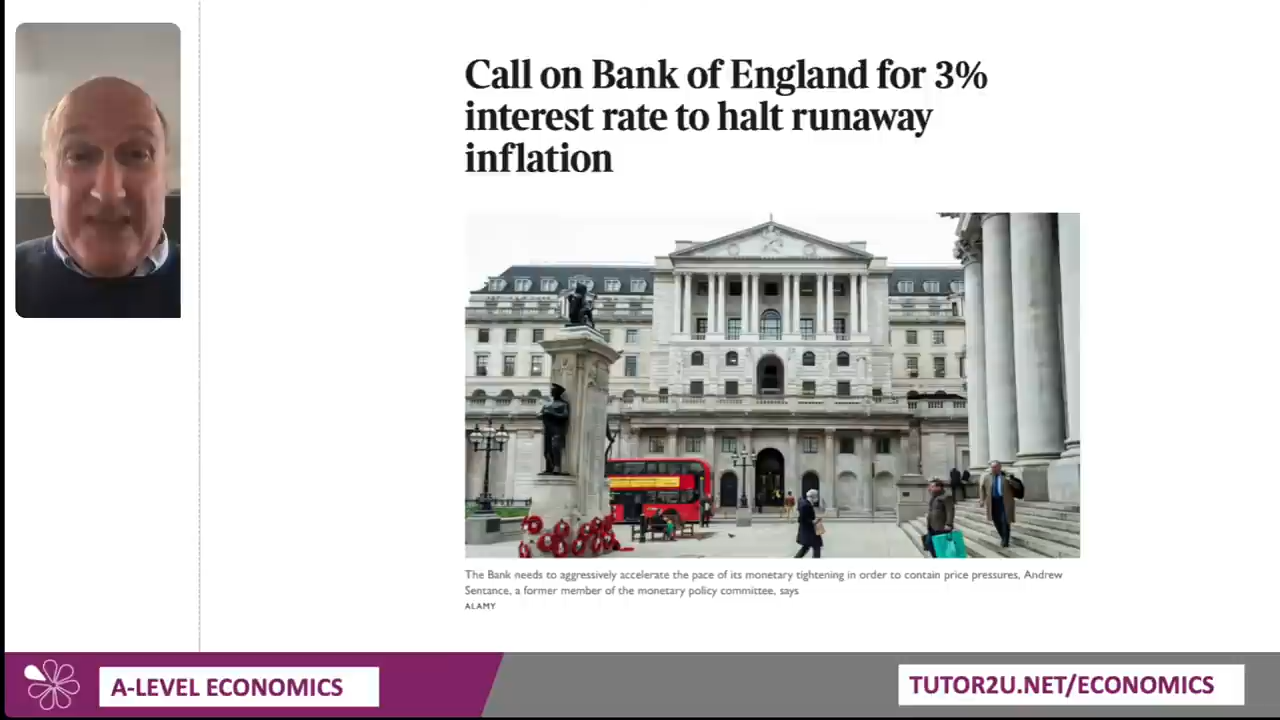 Call on Bank of England for 3%
interest rate to halt runaway
inflation
The Bank needs to aggressively accelerate the pace of its monetary tightening in order to contain price pressures, Andrew
Sentance, a former member of the monetary policy committee, says
ALAMY
A-LEVEL ECONOMICS
TUTOR2U.NET/ECONOMICS